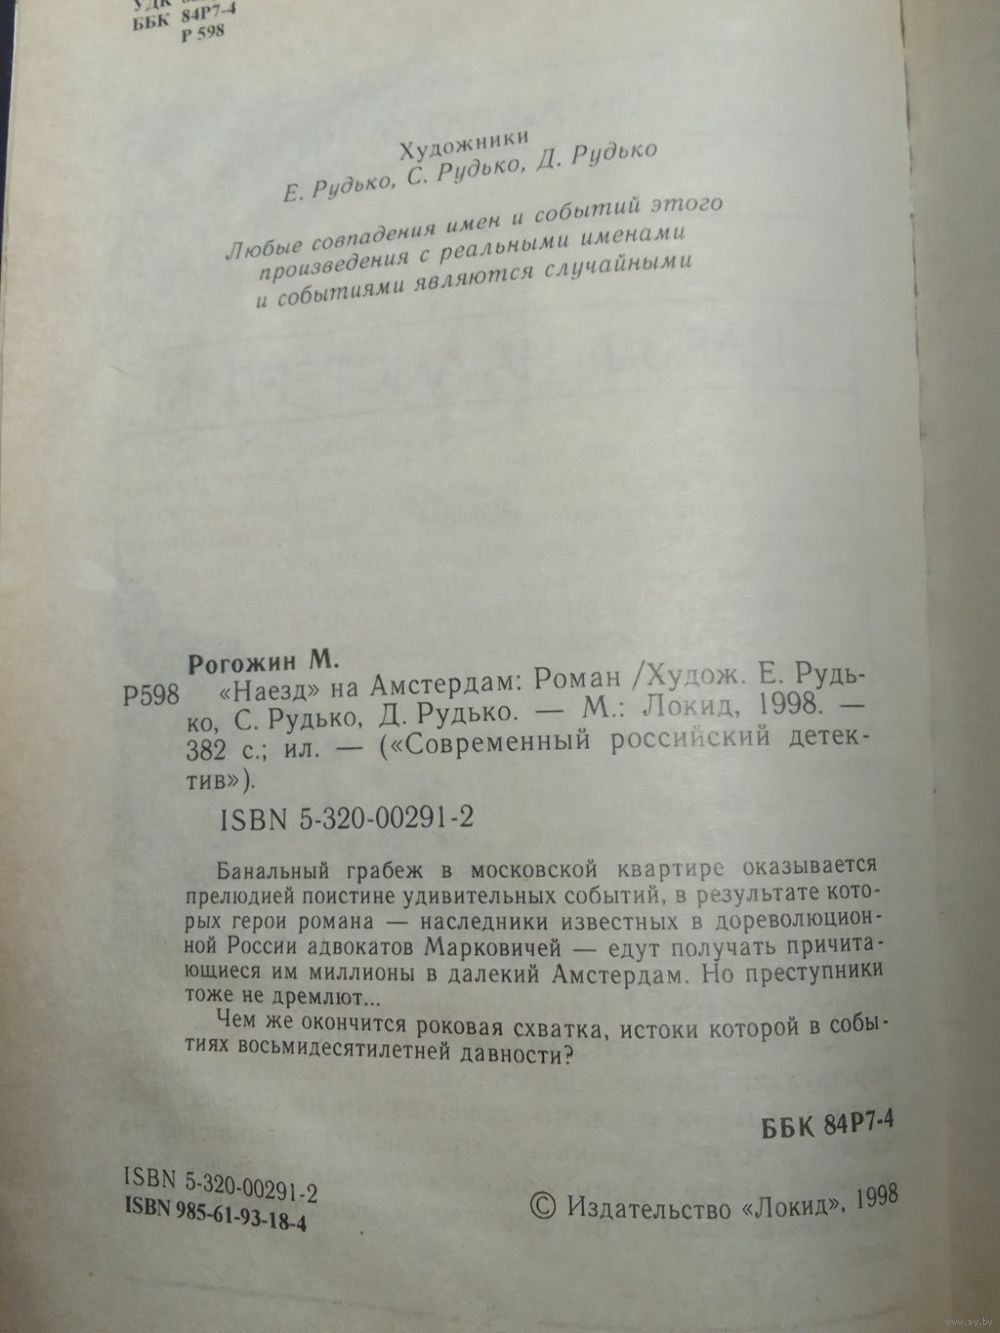 УДК
ББК 84Р7-4
Р 598
Художники
Е. Рудько, С. Рудько, Д. Рудько
Любые совпадения имен и событий этого
произведения с реальными именами
и событиями являются случайными
Рогожин М.
Р598 «Наезд» на Амстердам: Роман /Худож. Е. Рудь-
ко, С. Рудько, Д. Рудько. — М.: Локид, 1998. —
382 с.; ил. — («Современный российский детек-
тив»).
ISBN 5-320-00291-2
Банальный грабеж в московской квартире оказывается
прелюдией поистине удивительных событий, в результате кото-
рых герои романа — наследники известных в дореволюцион-
ной России адвокатов Марковичей — едут получать причита-
ющиеся им миллионы в далекий Амстердам. Но преступники
тоже не дремлют...
Чем же окончится роковая схватка, истоки которой в собы-
тиях восьмидесятилетней давности?
ББК 84Р7-4
ISBN 5-320-00291-2
ISBN 985-61-93-18-4
© Издательство «Локид», 1998
www.ay.by